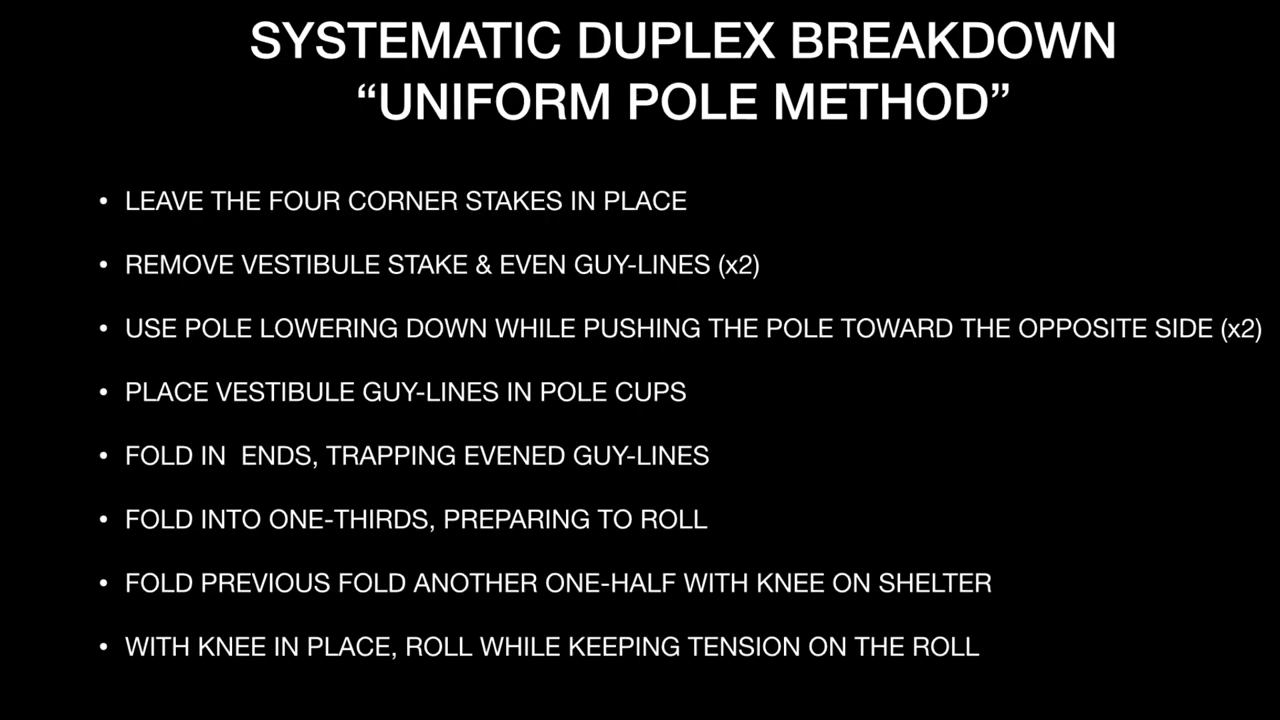 SYSTEMATIC DUPLEX BREAKDOWN
“UNIFORM POLE METHOD”
• LEAVE THE FOUR CORNER STAKES IN PLACE
• REMOVE VESTIBULE STAKE & EVEN GUY-LINES (x2)
• USE POLE LOWERING DOWN WHILE PUSHING THE POLE TOWARD THE OPPOSITE SIDE (x2)
• PLACE VESTIBULE GUY-LINES IN POLE CUPS
• FOLD IN  ENDS, TRAPPING EVENED GUY-LINES
• FOLD INTO ONE-THIRDS, PREPARING TO ROLL
• FOLD PREVIOUS FOLD ANOTHER ONE-HALF WITH KNEE ON SHELTER
• WITH KNEE IN PLACE, ROLL WHILE KEEPING TENSION ON THE ROLL